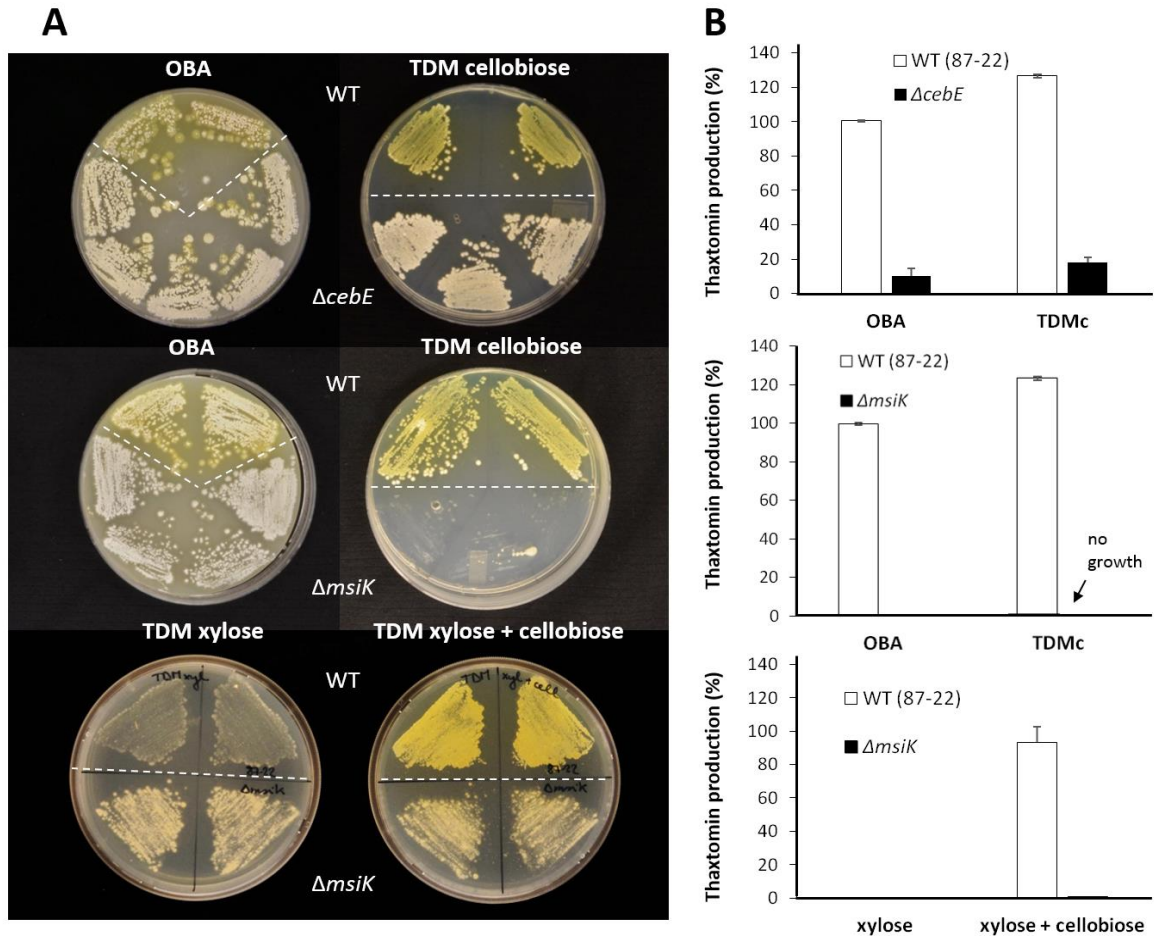 A
OBA
TDM cellobiose
WT
ΔcebE
OBA
TDM cellobiose
WT
ΔmsiK
TDM xylose
TDM xylose + cellobiose
WT
TDM xyl
TDM xyl + cell
87-22
ΔmsiK
87-22
ΔmsiK
ΔmsiK
B
Thaxtomin production (%)
140
120
100
80
60
40
20
0
WT (87-22)
ΔcebE
OBA
TDMc
Thaxtomin production (%)
140
120
100
80
60
40
20
0
WT (87-22)
ΔmsiK
no
growth
OBA
TDMc
Thaxtomin production (%)
140
120
100
80
60
40
20
0
WT (87-22)
ΔmsiK
xylose
xylose + cellobiose